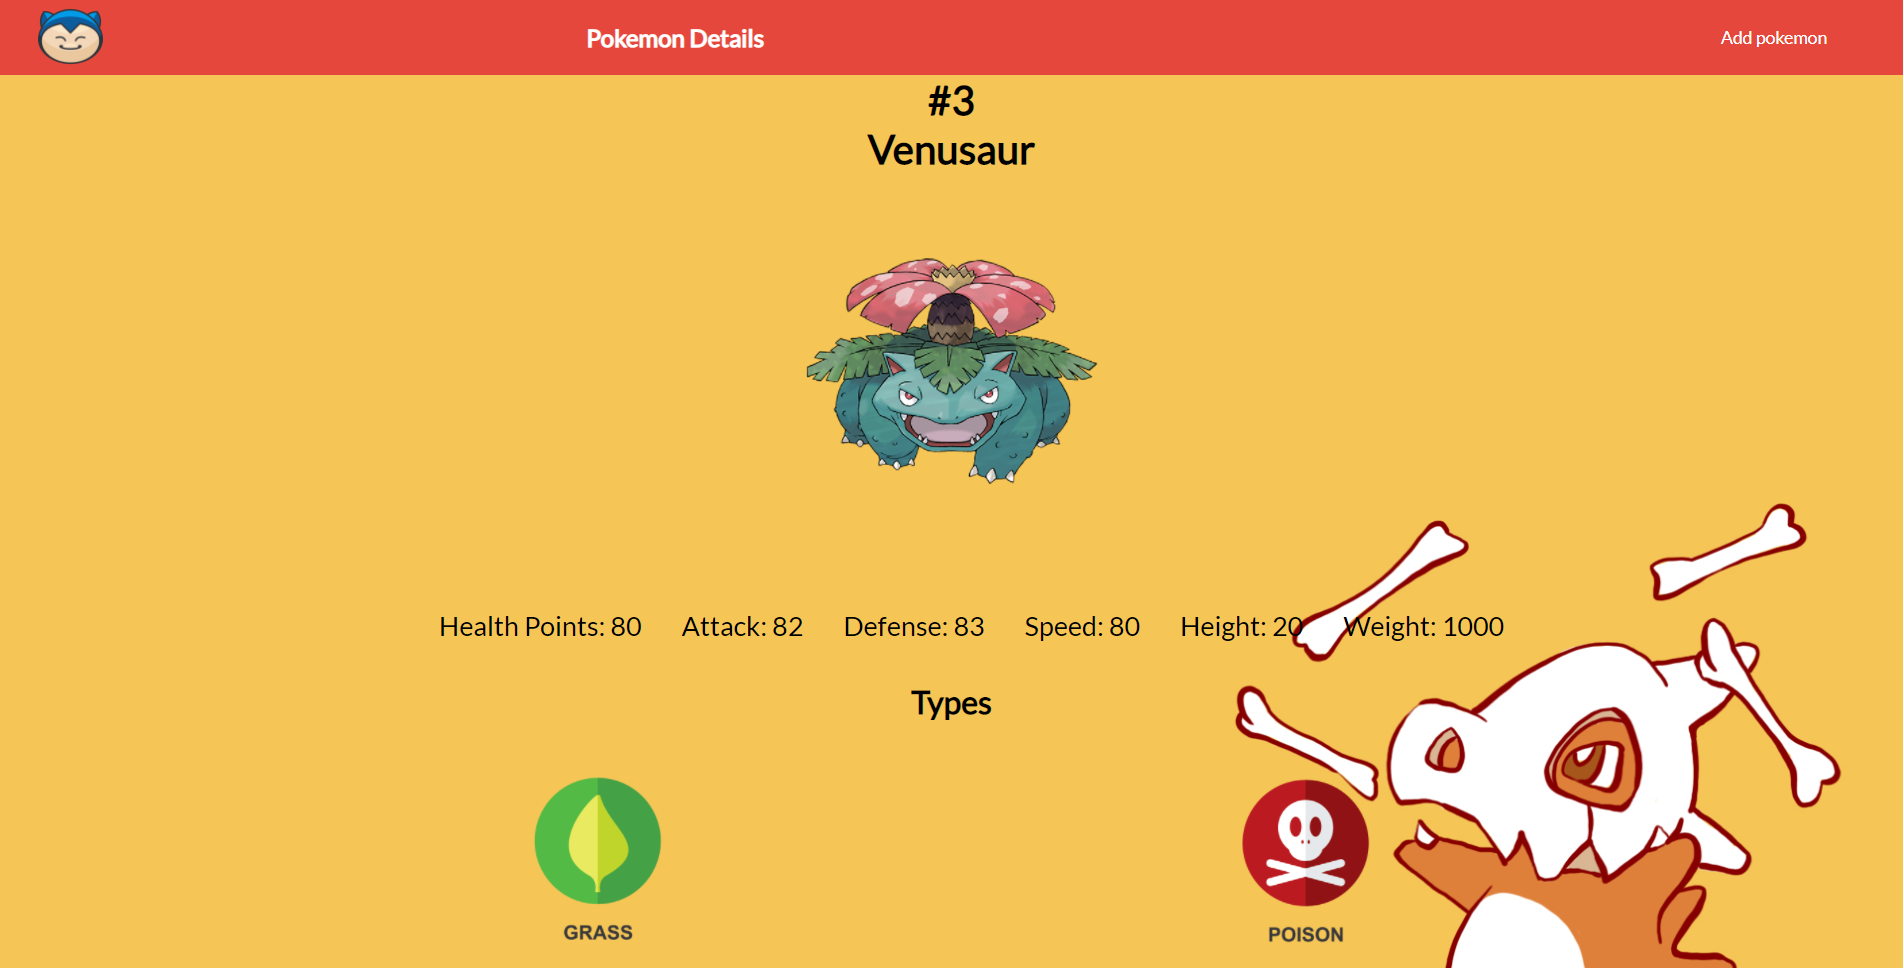 Pokemon Details
Add pokemon
#3
Venusaur
Health Points: 80 Attack: 82 Defense: 83 Speed: 80 Height: 20 Weight: 1000
Types
GRASS
POISON